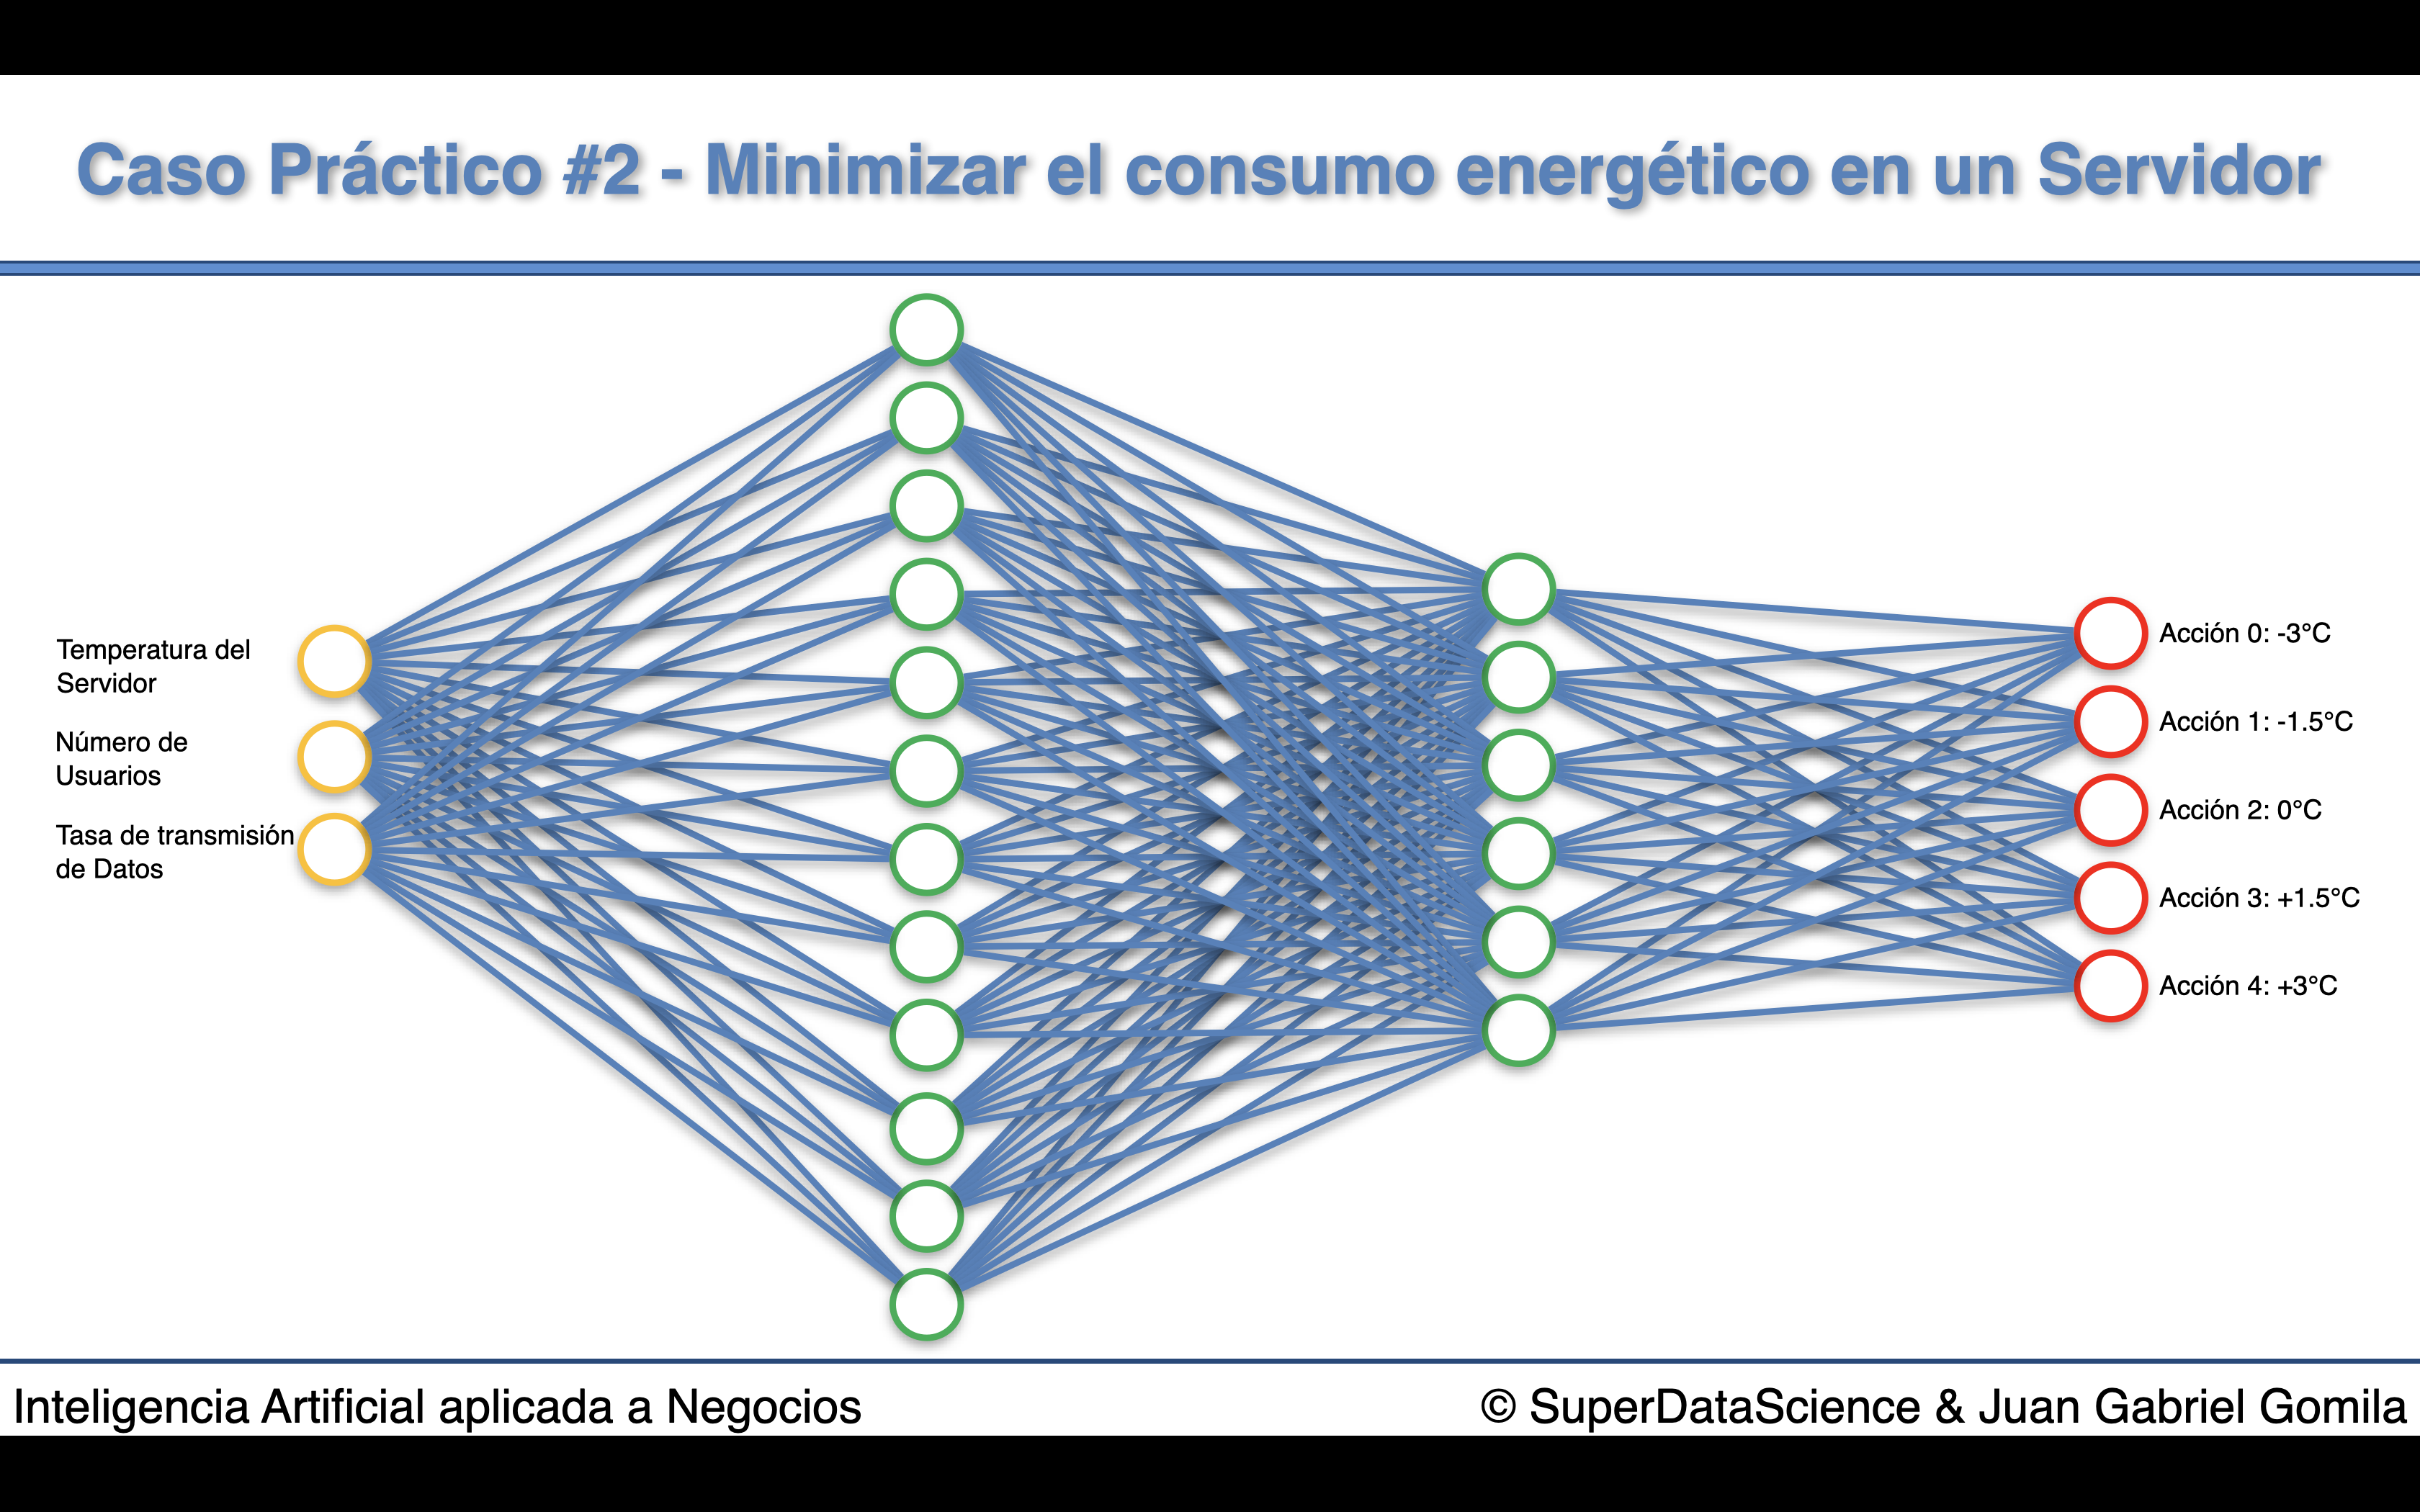 Caso Práctico #2 - Minimizar el consumo energético en un Servidor
Temperatura del
Servidor
Número de
Usuarios
Tasa de transmisión
de Datos
Acción 0: -3°C
Acción 1: -1.5°C
Acción 2: 0°C
Acción 3: +1.5°C
Acción 4: +3°C
Inteligencia Artificial aplicada a Negocios
© SuperDataScience & Juan Gabriel Gomila